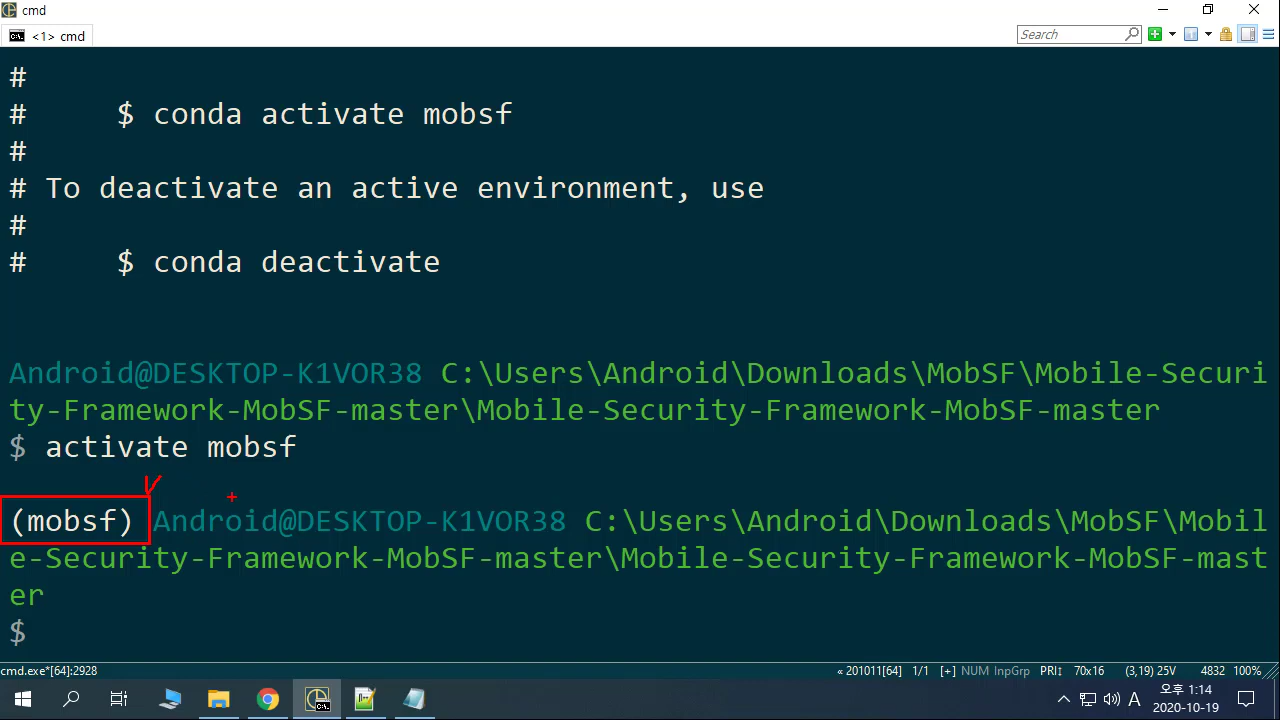 cmd
<1> cmd
Search
#
# $ conda activate mobsf
#
# To deactivate an active environment, use
#
# $ conda deactivate
Android@DESKTOP-K1VOR38 C:\Users\Android\Downloads\MobSF\Mobile-Securi
ty-Framework-MobSF-master\Mobile-Security-Framework-MobSF-master
$ activate mobsf
(mobsf) Android@DESKTOP-K1VOR38 C:\Users\Android\Downloads\MobSF\Mobil
e-Security-Framework-MobSF-master\Mobile-Security-Framework-MobSF-mast
er
$
cmd.exe*[64]:2928 « 201011[64] 1/1 [+] NUM InpGrp PRI↕ 70x16 (3,19) 25V 4832 100%
A
오후 1:14
2020-10-19